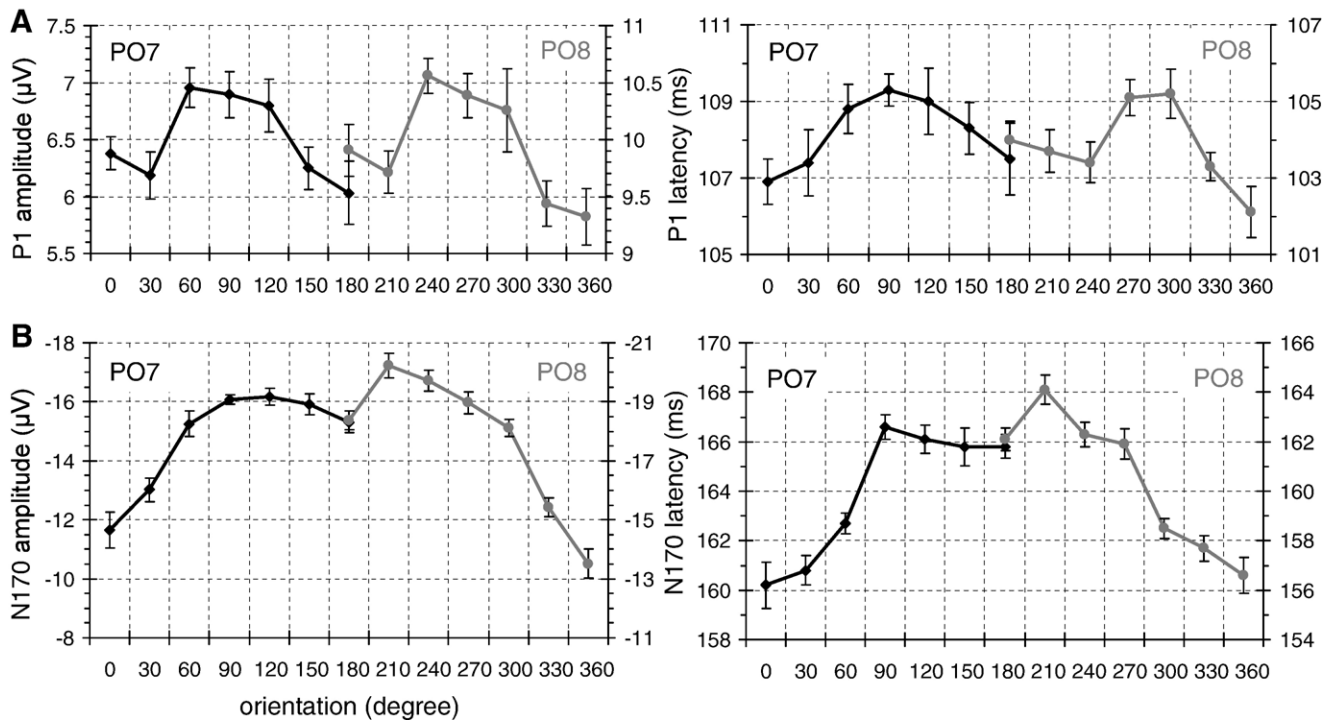 A
P1 amplitude (µV)
7.5
7
6.5
6
5.5
PO7
PO8
11
10.5
10
9.5
9
0 30 60 90 120 150 180 210 240 270 300 330 360
P1 latency (ms)
111
109
107
105
PO7
PO8
107
105
103
101
0 30 60 90 120 150 180 210 240 270 300 330 360
B
N170 amplitude (µV)
-18
-16
-14
-12
-10
-8
PO7
PO8
-21
-19
-17
-15
-13
-11
0 30 60 90 120 150 180 210 240 270 300 330 360
orientation (degree)
N170 latency (ms)
170
168
166
164
162
160
158
PO7
PO8
166
164
162
160
158
156
154
0 30 60 90 120 150 180 210 240 270 300 330 360